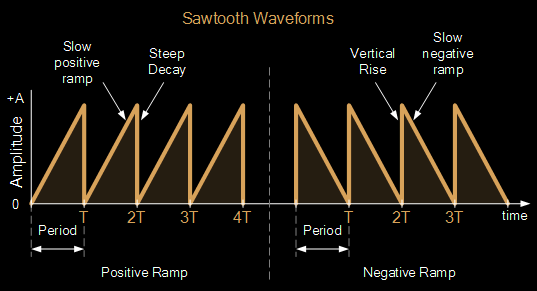 Sawtooth Waveforms
Slow
positive
ramp
Steep
Decay
Vertical
Rise
Slow
negative
ramp
+A
Amplitude
0
T
2T
3T
4T
T
2T
3T
time
Period
Period
Positive Ramp
Negative Ramp